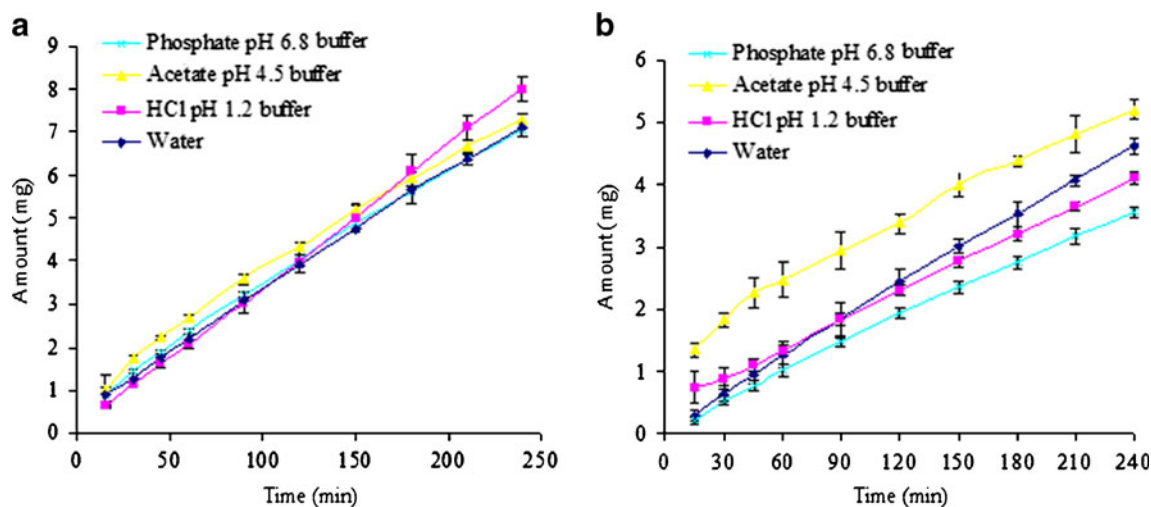 a
Phosphate pH 6.8 buffer
Acetate pH 4.5 buffer
HCl pH 1.2 buffer
Water
Amount (mg)
9
8
7
6
5
4
3
2
1
0
0 50 100 150 200 250
Time (min)
b
Phosphate pH 6.8 buffer
Acetate pH 4.5 buffer
HCl pH 1.2 buffer
Water
Amount (mg)
6
5
4
3
2
1
0
0 30 60 90 120 150 180 210 240
Time (min)